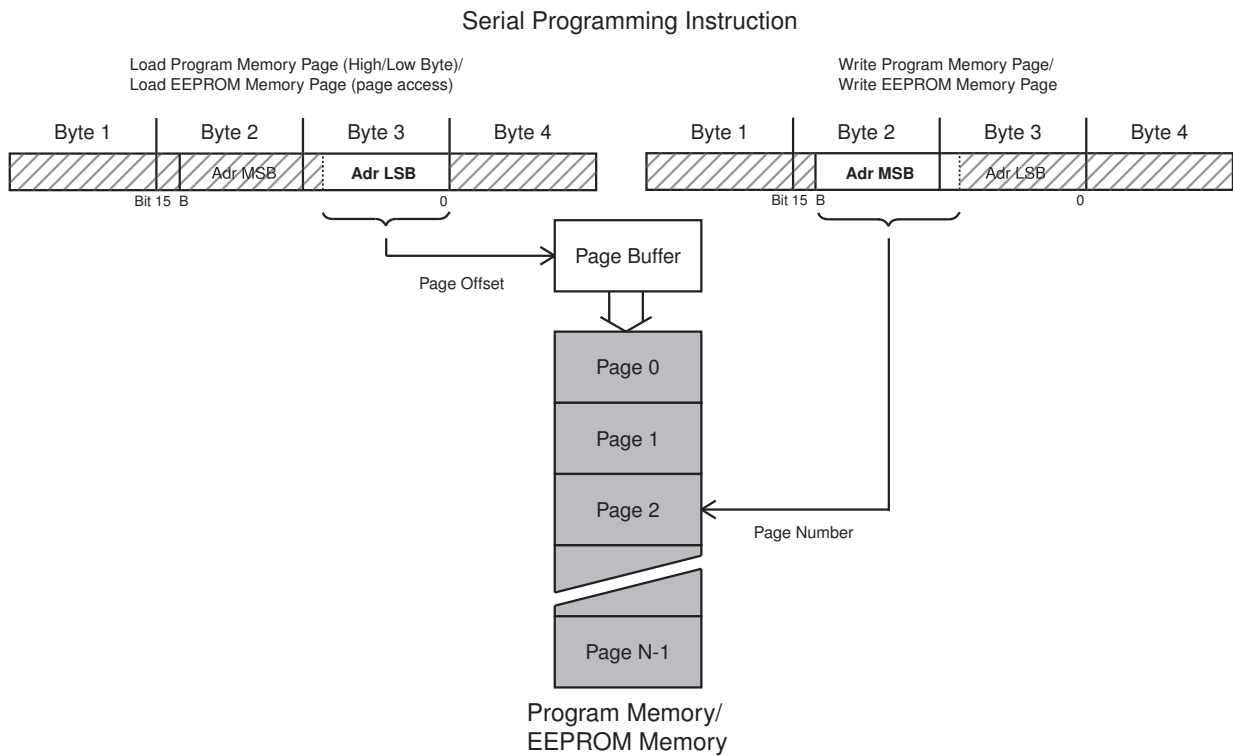 Serial Programming Instruction
Load Program Memory Page (High/Low Byte)/
Load EEPROM Memory Page (page access)
Write Program Memory Page/
Write EEPROM Memory Page
Byte 1 Byte 2 Byte 3 Byte 4
Byte 1 Byte 2 Byte 3 Byte 4
Adr MSB Adr LSB
Adr MSB Adr LSB
Bit 15 B 0
Bit 15 B 0
Page Buffer
Page Offset
Page 0
Page 1
Page 2
Page Number
Page N-1
Program Memory/
EEPROM Memory